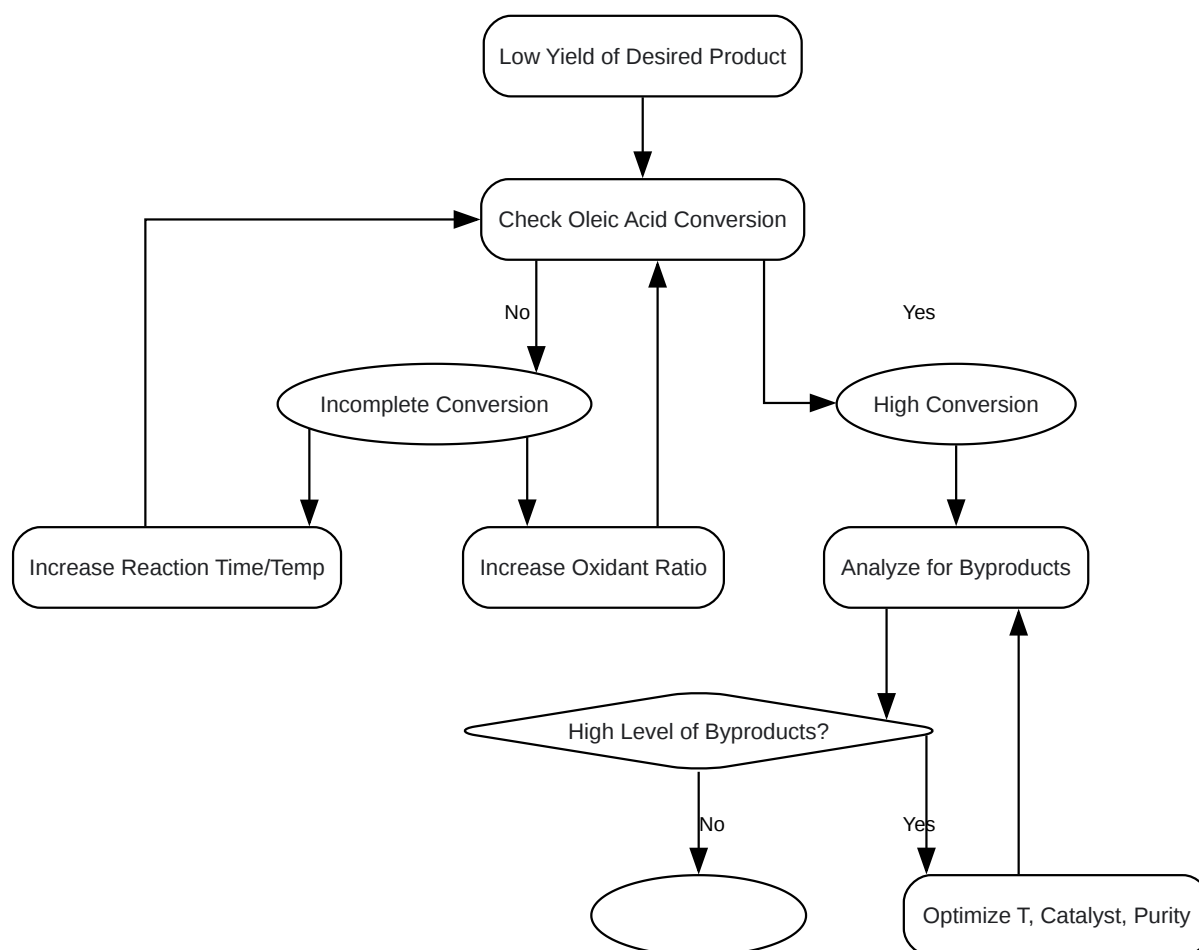 Low Yield of Desired Product
Check Oleic Acid Conversion
No
Yes
Incomplete Conversion
High Conversion
Increase Reaction Time/Temp
Increase Oxidant Ratio
Analyze for Byproducts
High Level of Byproducts?
No
Yes
Optimize T, Catalyst, Purity